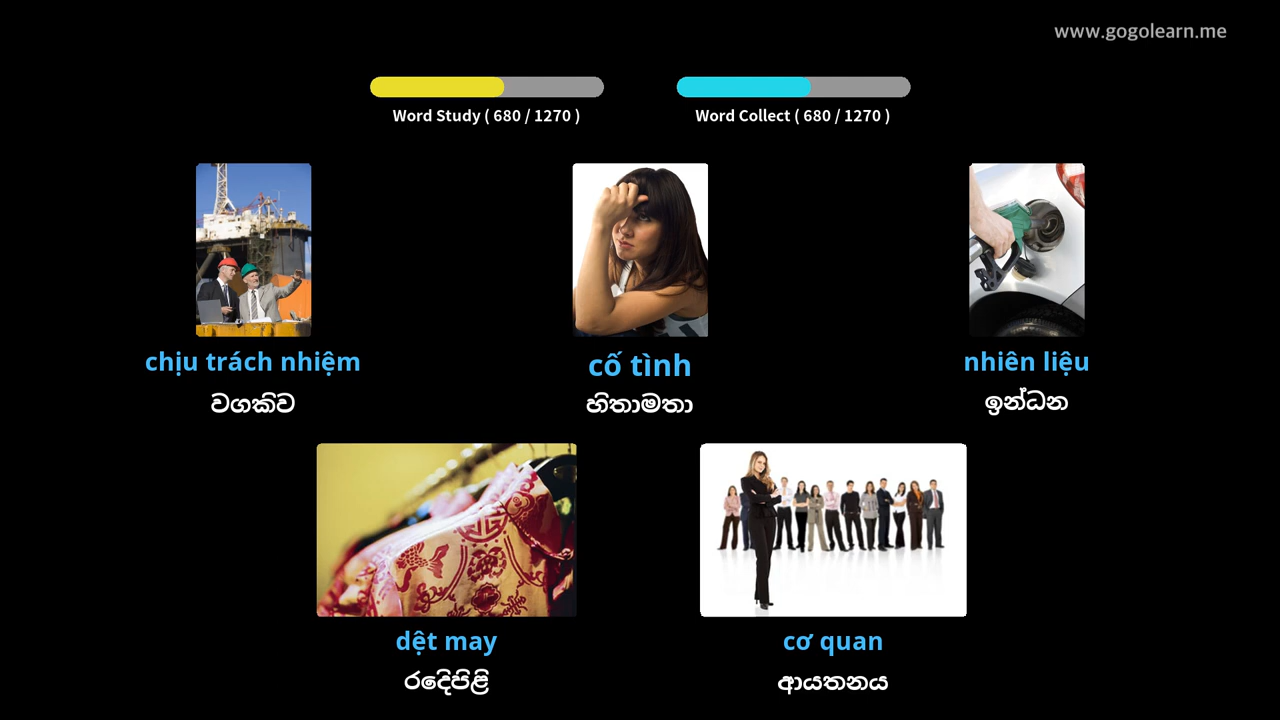 www.gogolearn.me
Word Study ( 680 / 1270 )
Word Collect ( 680 / 1270 )
chịu trách nhiệm
වගකිව
cố tình
හිතාමතා
nhiên liệu
ඉන්ධන
dệt may
රෙදිපිළි
cơ quan
ආයතනය